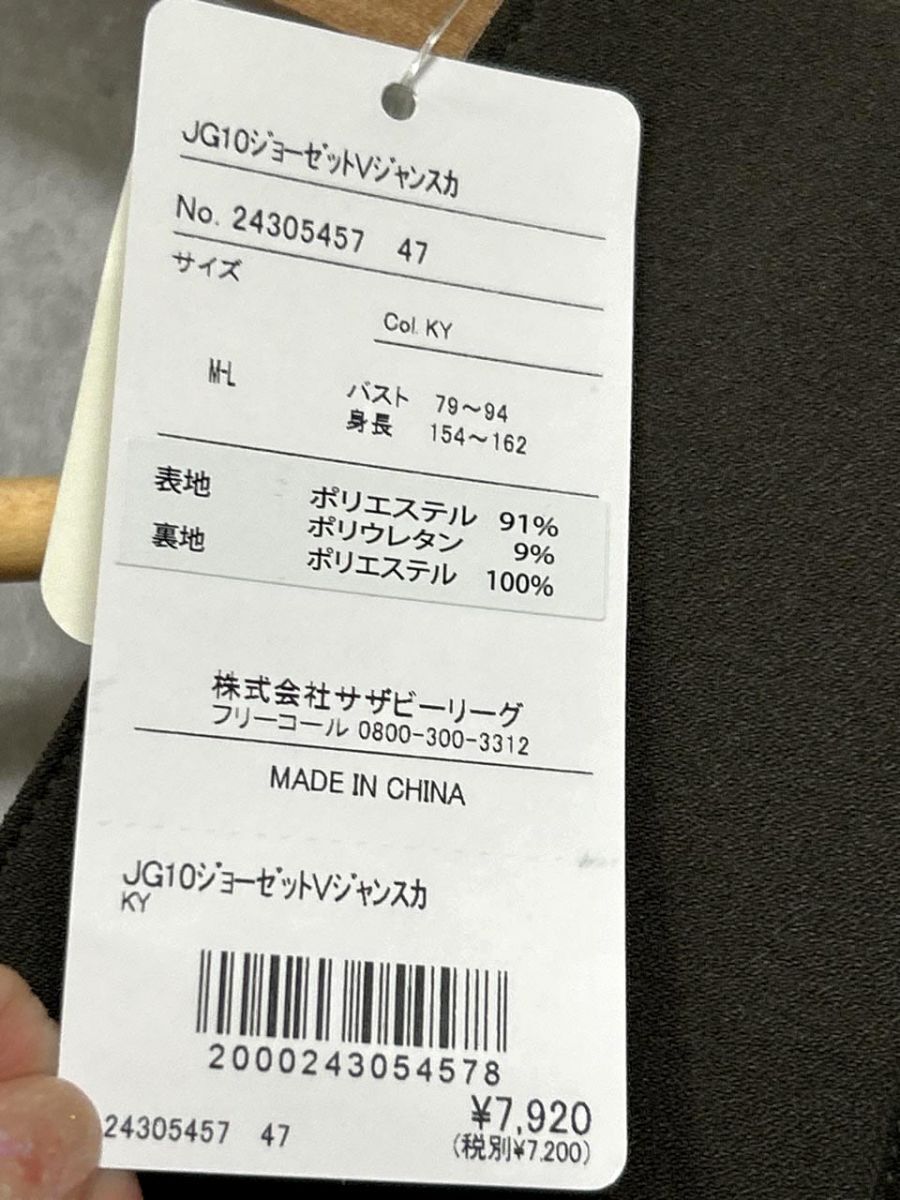 JG10ｼﾞｮｰｾﾞｯﾄVｼﾞｬﾝｽｶ
No. 24305457 47
サイズ
Col. KY
M-L
バスト 79～94
身長 154～162
表地 ポリエステル 91%
ポリウレタン 9%
裏地 ポリエステル 100%
株式会社サザビーリーグ
フリーコール 0800-300-3312
MADE IN CHINA
JG10ｼﾞｮｰｾﾞｯﾄVｼﾞｬﾝｽｶ
KY
2000243054578
¥7,920
24305457 47
(税別¥7,200)